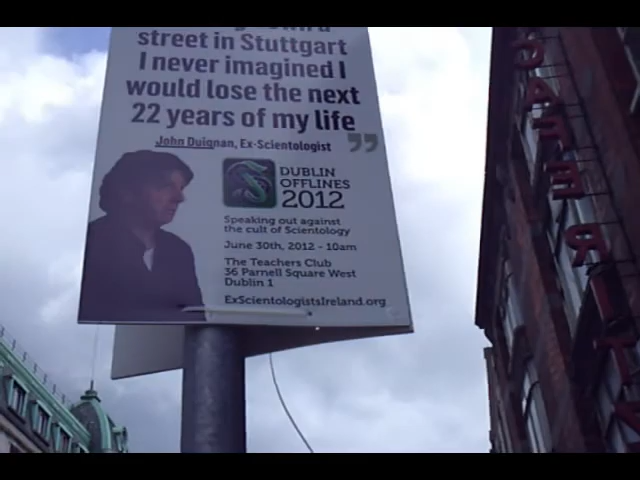 street in Stuttgart
I never imagined I
would lose the next
22 years of my life
John Duignan, Ex-Scientologist
”
DUBLIN
OFFLINES
2012
Speaking out against
the cult of Scientology
June 30th, 2012 - 10am
The Teachers Club
36 Parnell Square West
Dublin 1
ExScientologistsIreland.org